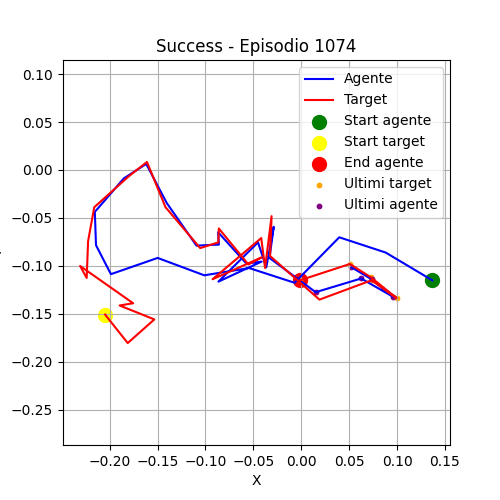 Success - Episodio 1074
Agente
Target
Start agente
Start target
End agente
Ultimi target
Ultimi agente
0.10
0.05
0.00
−0.05
−0.10
−0.15
−0.20
−0.25
−0.20 −0.15 −0.10 −0.05 0.00 0.05 0.10 0.15
X